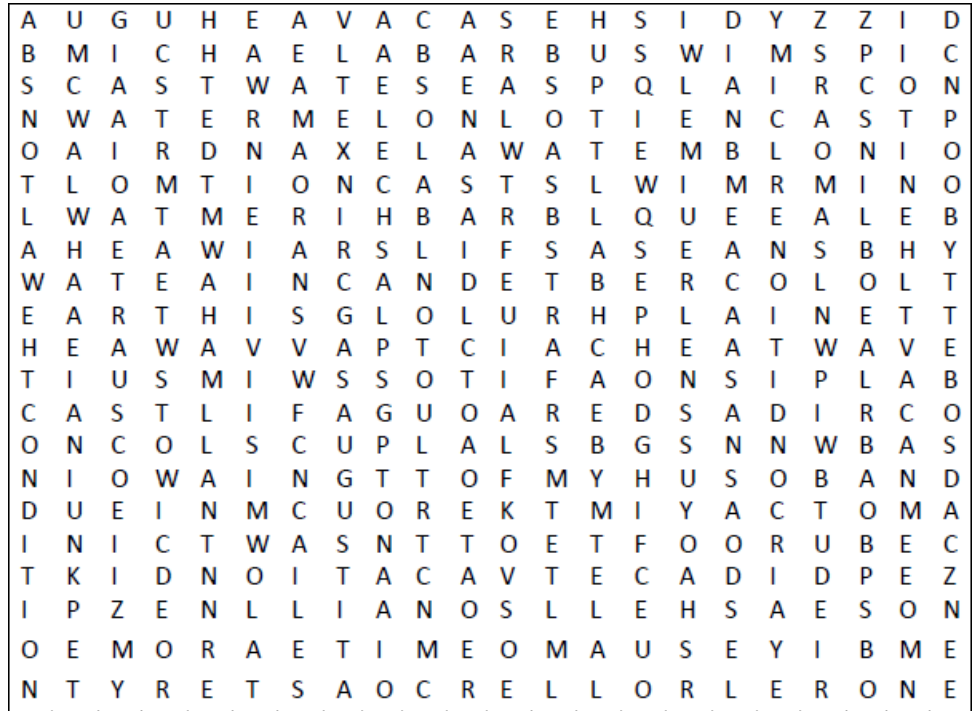 A U G U H E A V A C A S E H S I D Y Z Z I D
B M I C H A E L A B A R B U S W I M S P I C
S C A S T W A T E S E A S P Q L A I R C O N
N W A T E R M E L O N L O T I E N C A S T P
O A I R D N A X E L A W A T E M B L O N I O
T L O M T I O N C A S T S L W I M R M I N O
L W A T M E R I H B A R B L Q U E E A L E B
A H E A W I A R S L I F S A S E A N S B H Y
W A T E A I N C A N D E T B E R C O L O L T
E A R T H I S G L O L U R H P L A I N E T T
H E A W A V V A P T C I A C H E A T W A V E
T I U S M I W S S O T I F A O N S I P L A B
C A S T L I F A G U O A R E D S A D I R C O
O N C O L S C U P L A L S B G S N N W B A S
N I O W A I N G T T O F M Y H U S O B A N D
D U E I N M C U O R E K T M I Y A C T O M A
I N I C T W A S N T T O E T F O O R U B E C
T K I D N O I T A C A V T E C A D I D P E Z
I P Z E N L L I A N O S L L E H S A E S O N
O E M O R A E T I M E O M A U S E Y I B M E
N T Y R E T S A O C R E L L O R L E R O N E